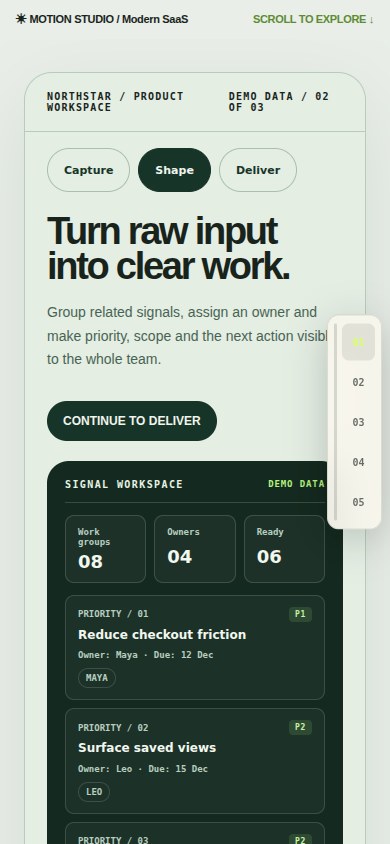 ☀ MOTION STUDIO / Modern SaaS
SCROLL TO EXPLORE ↓
NORTHSTAR / PRODUCT WORKSPACE
DEMO DATA / 02 OF 03
Capture
Shape
Deliver
Turn raw input
into clear work.
Group related signals, assign an owner and
make priority, scope and the next action visibl
to the whole team.
CONTINUE TO DELIVER
02
03
04
05
SIGNAL WORKSPACE
DEMO DATA
Work groups
08
Owners
04
Ready
06
PRIORITY / 01
P1
Reduce checkout friction
Owner: Maya · Due: 12 Dec
MAYA
PRIORITY / 02
P2
Surface saved views
Owner: Leo · Due: 15 Dec
LEO
PRIORITY / 03
P2